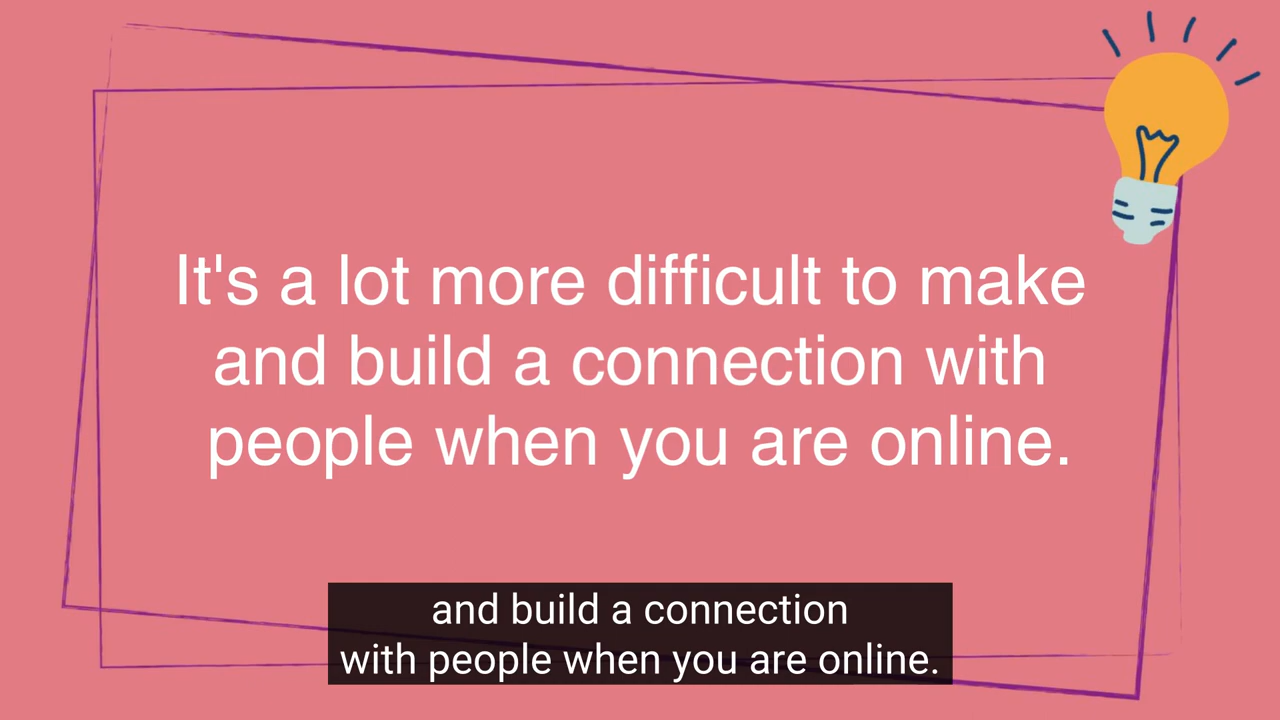 It's a lot more difficult to make
and build a connection with
people when you are online.
and build a connection
with people when you are online.